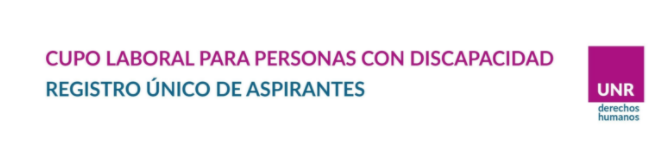 CUPO LABORAL PARA PERSONAS CON DISCAPACIDAD
REGISTRO ÚNICO DE ASPIRANTES
UNR
derechos
humanos